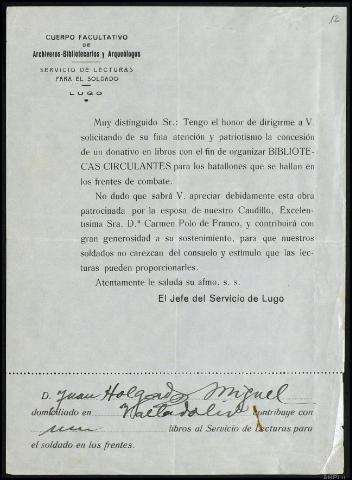 12
CUERPO FACULTATIVO
DE
Archiveros-Bibliotecarios y Arqueólogos
SERVICIO DE LECTURAS
PARA EL SOLDADO
LUGO
Muy distinguido Sr.: Tengo el honor de dirigirme a V.
solicitando de su fina atención y patriotismo la concesión
de un donativo en libros con el fin de organizar BIBLIOTE-
CAS CIRCULANTES para los batallones que se hallan en
los frentes de combate.
No dudo que sabrá V. apreciar debidamente esta obra
patrocinada por la esposa de nuestro Caudillo, Excelen-
tísima Sra. D.ª Carmen Polo de Franco, y contribuirá con
gran generosidad a su sostenimiento, para que nuestros
soldados no carezcan del consuelo y estímulo que las lec-
turas pueden proporcionarles.
Atentamente le saluda su afmo. s. s.
El Jefe del Servicio de Lugo
D. Juan Holgado Miguel
domiciliado en Valladolid contribuye con
un libros al Servicio de Lecturas para
el soldado en los frentes.